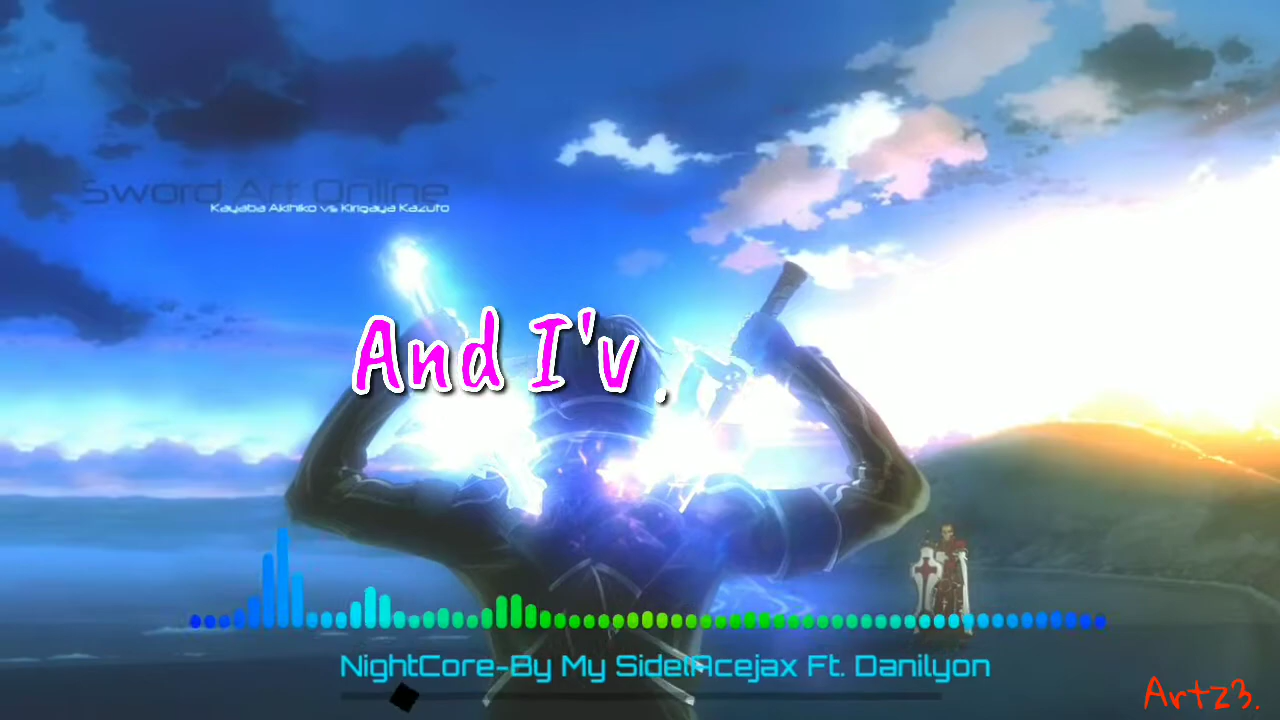 Sword Art Online
Kayaba Akihiko vs Kirigaya Kazuto
And I'v .
NightCore-By My Side|Acejax Ft. Danilyon
Artz3.